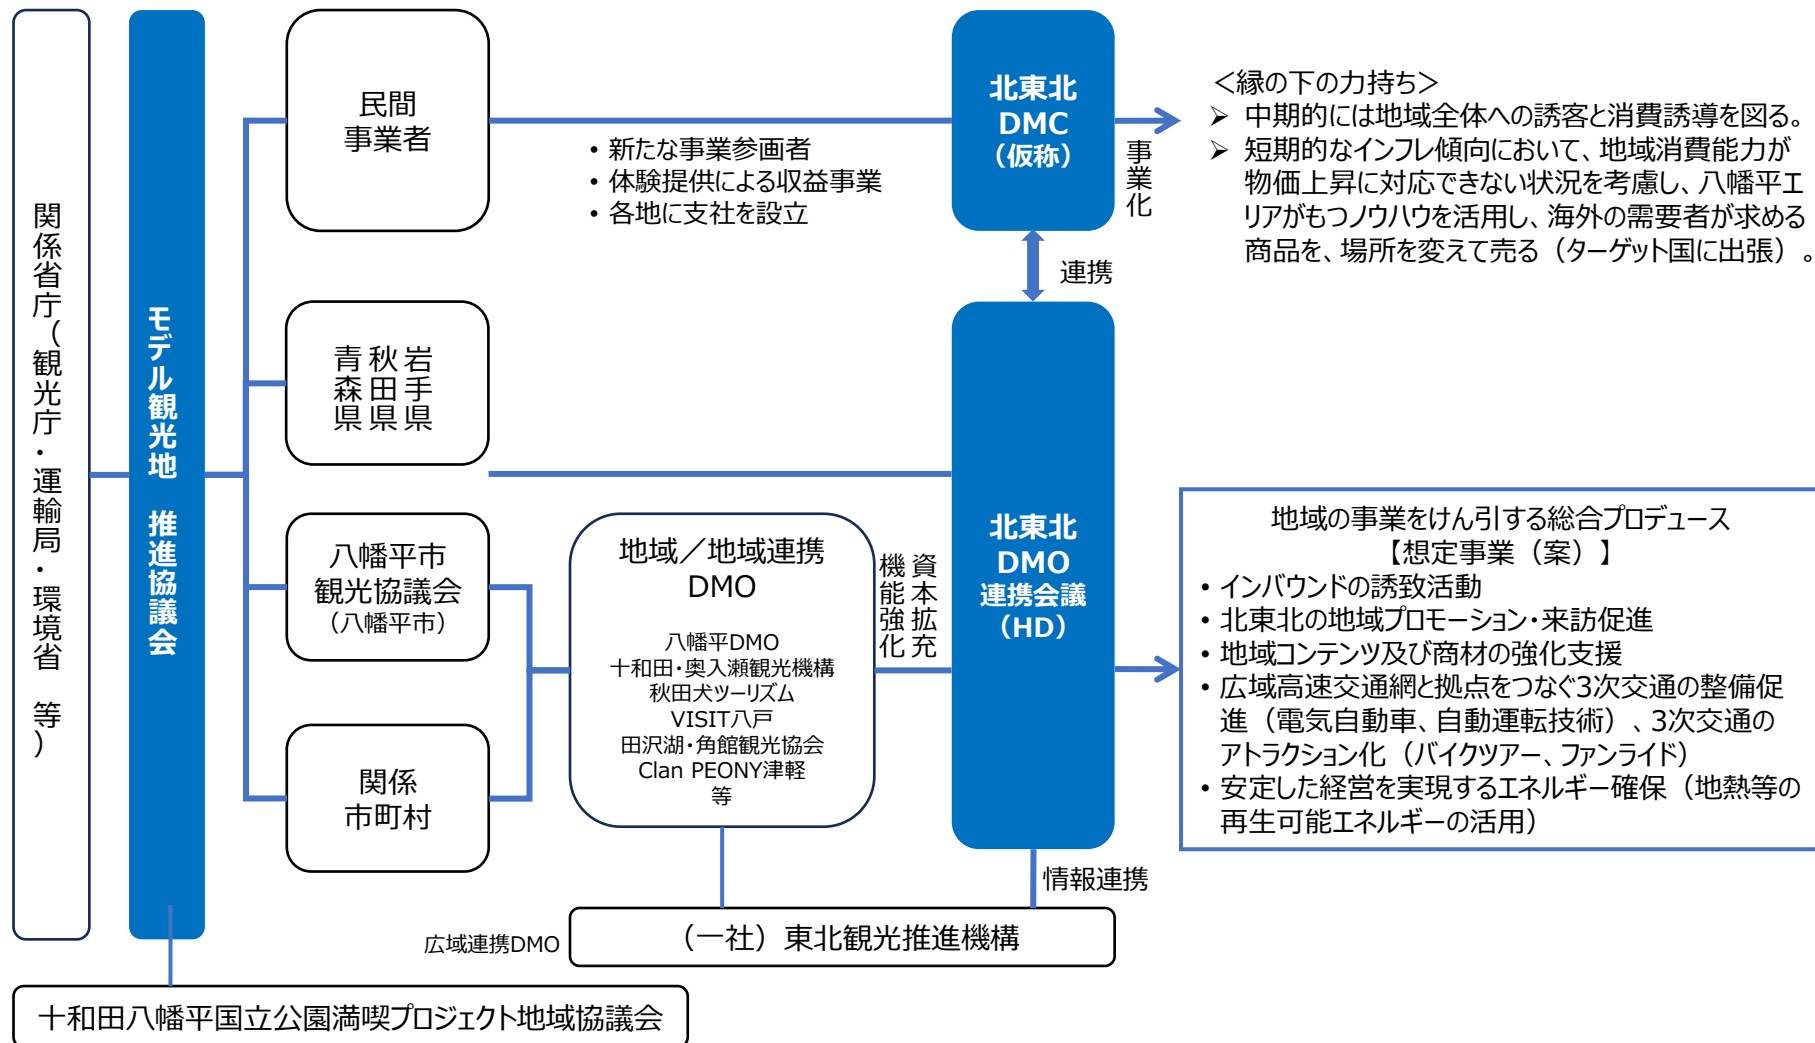 関係省庁（観光庁・運輸局・環境省　等）
モデル観光地　推進協議会
民間
事業者
・新たな事業参画者
・体験提供による収益事業
・各地に支社を設立
北東北
DMC
（仮称）
事業化
＜縁の下の力持ち＞
➢ 中期的には地域全体への誘客と消費誘導を図る。
➢ 短期的なインフレ傾向において、地域消費能力が
物価上昇に対応できない状況を考慮し、八幡平エ
リアがもつノウハウを活用し、海外の需要者が求める
商品を、場所を変えて売る（ターゲット国に出張）。
連携
岩手県
秋田県
青森県
八幡平市
観光協議会
（八幡平市）
関係
市町村
地域／地域連携
DMO
八幡平DMO
十和田・奥入瀬観光機構
秋田犬ツーリズム
VISIT八戸
田沢湖・角館観光協会
Clan PEONY津軽
等
資本拡充
機能強化
北東北
DMO
連携会議
（HD）
地域の事業をけん引する総合プロデュース
【想定事業（案）】
・インバウンドの誘致活動
・北東北の地域プロモーション・来訪促進
・地域コンテンツ及び商材の強化支援
・広域高速交通網と拠点をつなぐ3次交通の整備促
進（電気自動車、自動運転技術）、3次交通の
アトラクション化（バイクツアー、ファンライド）
・安定した経営を実現するエネルギー確保（地熱等の
再生可能エネルギーの活用）
情報連携
広域連携DMO
（一社）東北観光推進機構
十和田八幡平国立公園満喫プロジェクト地域協議会